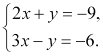 2x + y = −9,
3x − y = −6.